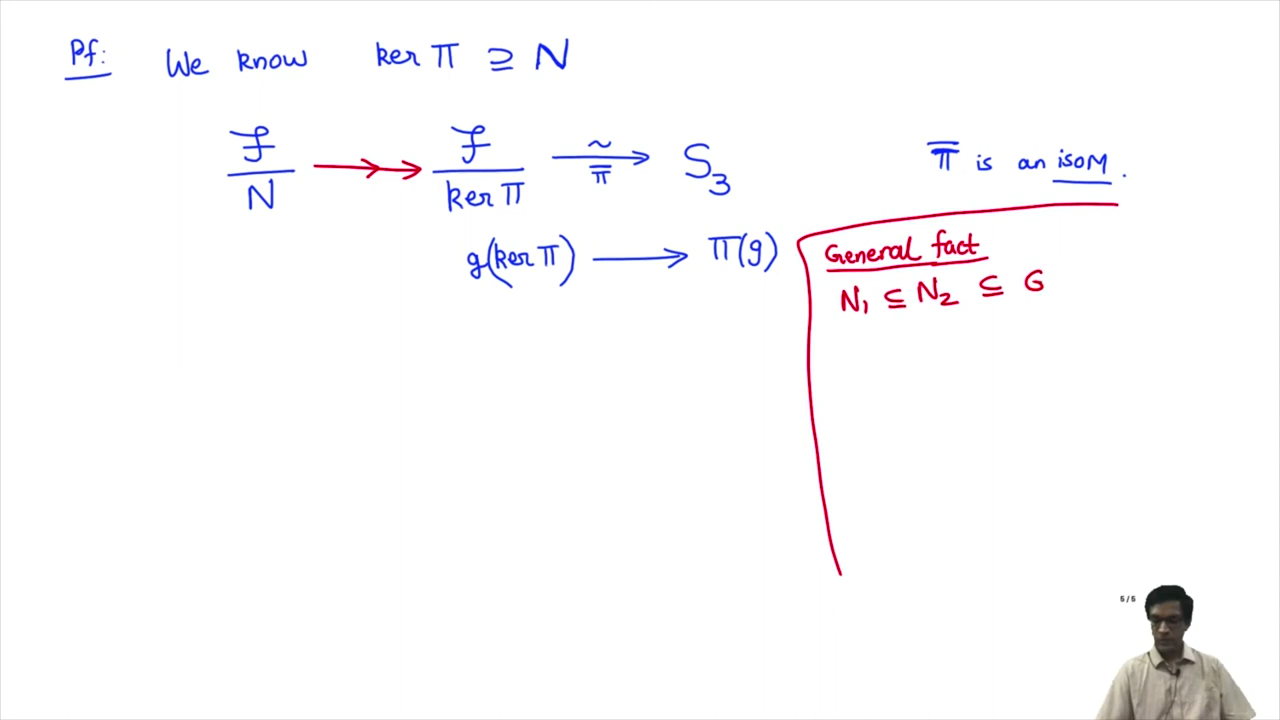 Pf: We know ker π ⊇ N
F/N ↠ F/ker π ~→ π̄ S₃
π̄ is an isom.
g(ker π) → π(g)
General fact
N₁ ⊆ N₂ ⊆ G
5/5